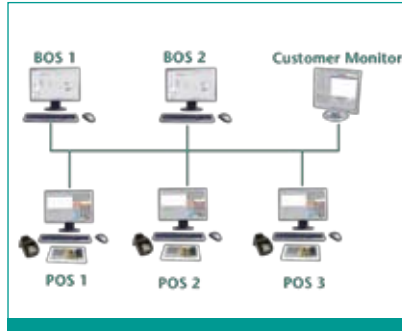 BOS 1
BOS 2
Customer Monitor
POS 1
POS 2
POS 3